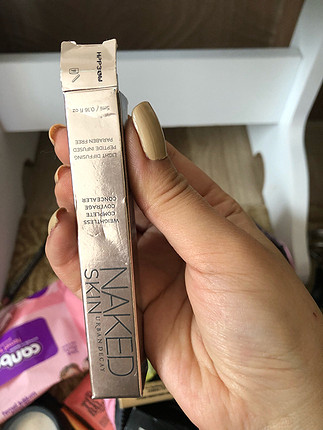 5ml / 0.16 fl oz
LIGHT DIFFUSING
PEPTIDE INFUSED
PARABEN FREE
WEIGHTLESS
COMPLETE
COVERAGE
CONCEALER
NAKED
SKIN
URBAN DECAY
canb